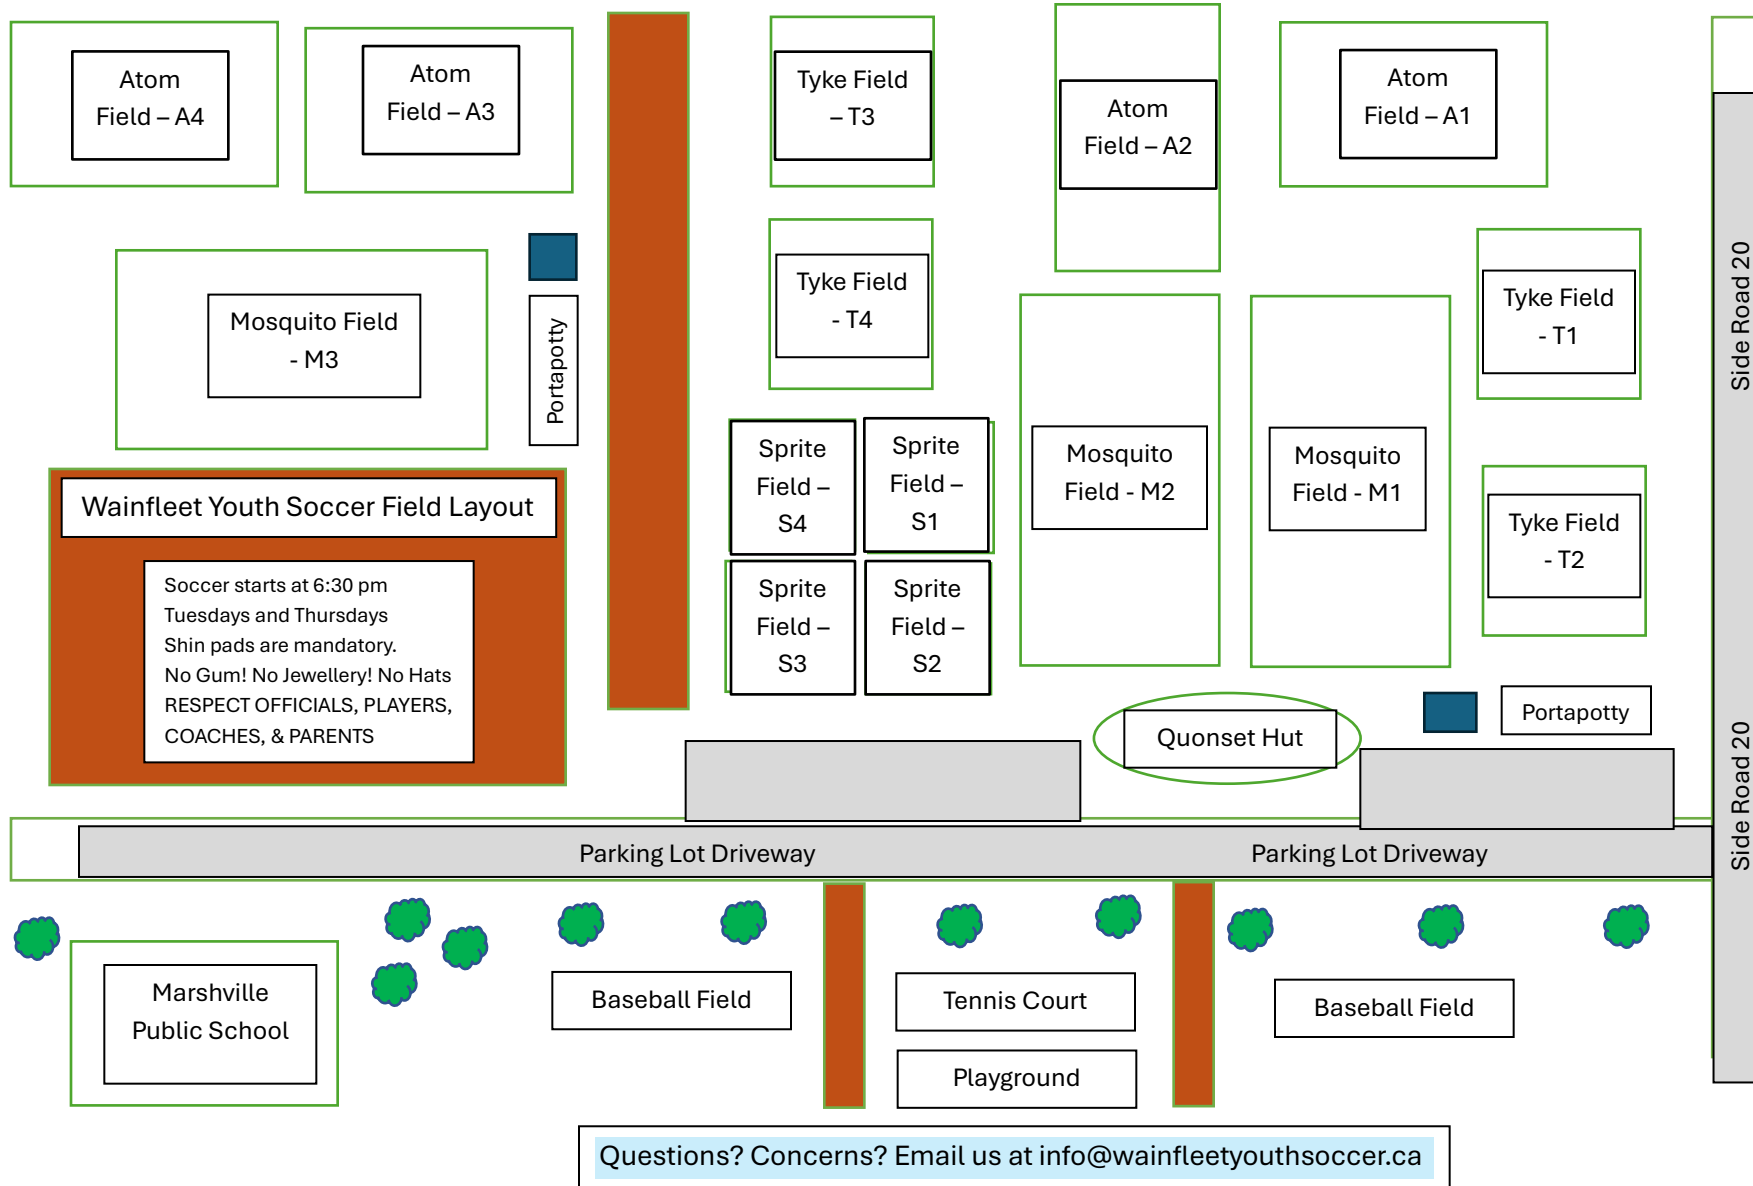 Atom
Field – A4
Atom
Field – A3
Tyke Field
– T3
Atom
Field – A2
Atom
Field – A1
Mosquito Field
- M3
Portapotty
Tyke Field
- T4
Tyke Field
- T1
Side Road 20
Sprite
Field –
S4
Sprite
Field –
S1
Mosquito
Field - M2
Mosquito
Field - M1
Tyke Field
- T2
Sprite
Field –
S3
Sprite
Field –
S2
Wainfleet Youth Soccer Field Layout
Soccer starts at 6:30 pm
Tuesdays and Thursdays
Shin pads are mandatory.
No Gum! No Jewellery! No Hats
RESPECT OFFICIALS, PLAYERS,
COACHES, & PARENTS
Quonset Hut
Portapotty
Side Road 20
Parking Lot Driveway
Parking Lot Driveway
Marshville
Public School
Baseball Field
Tennis Court
Baseball Field
Playground
Questions? Concerns? Email us at info@wainfleetyouthsoccer.ca